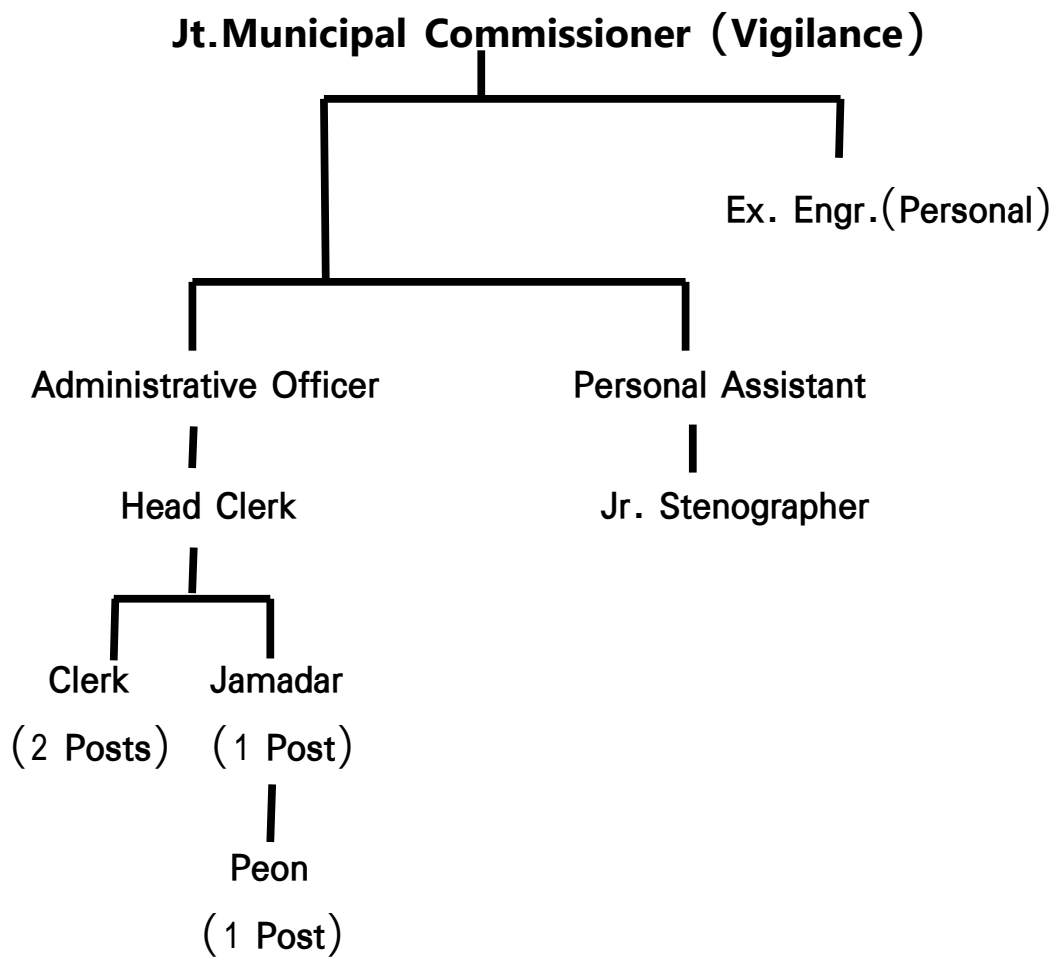 Jt.Municipal Commissioner (Vigilance)
Ex. Engr.(Personal)
Administrative Officer Personal Assistant
Head Clerk Jr. Stenographer
Clerk Jamadar
(2 Posts) (1 Post)
Peon
(1 Post)